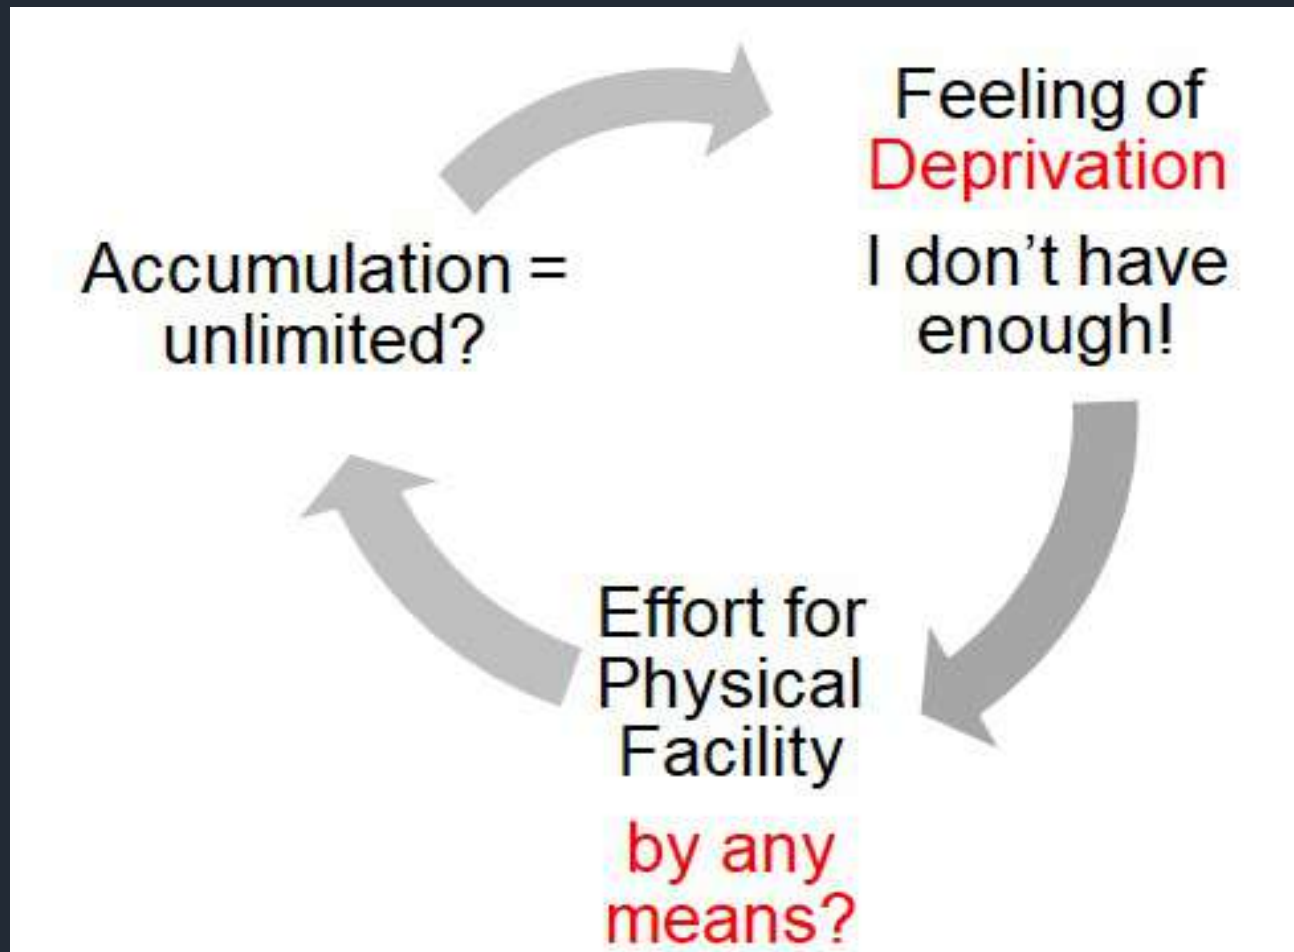 Feeling of
Deprivation
I don’t have
enough!
Accumulation =
unlimited?
Effort for
Physical
Facility
by any
means?